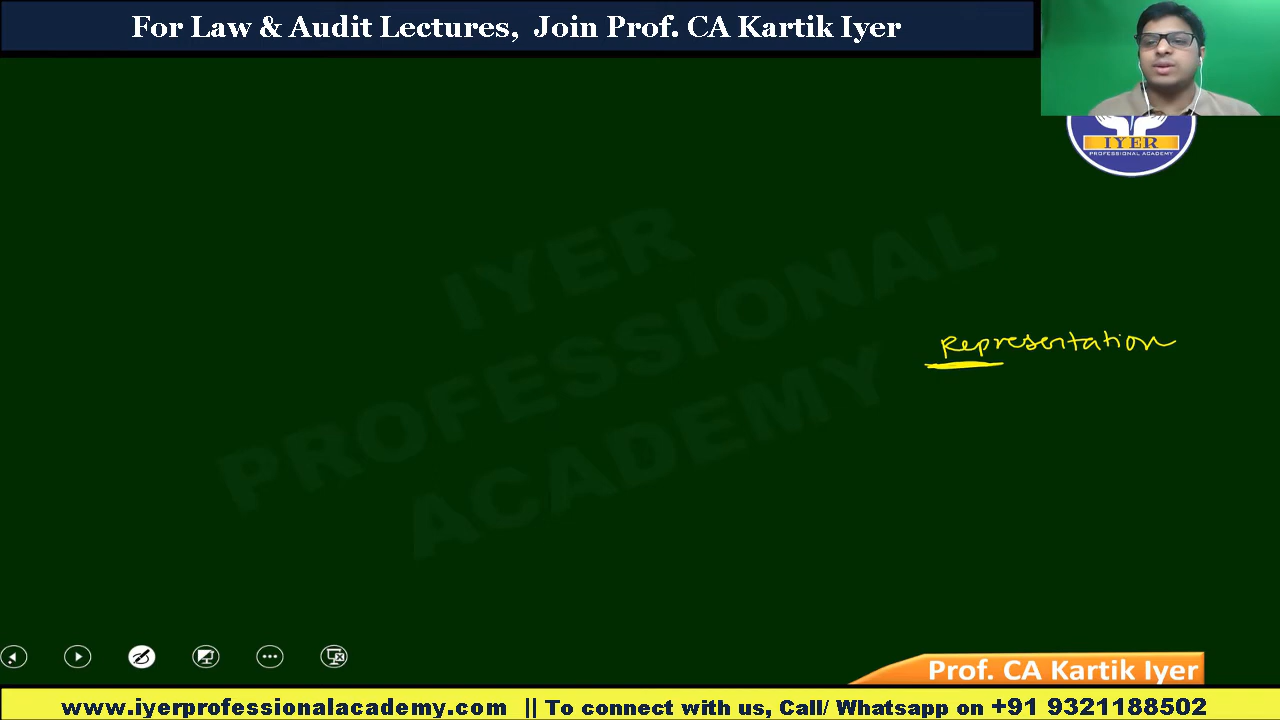 For Law & Audit Lectures, Join Prof. CA Kartik Iyer
IYER
PROFESSIONAL ACADEMY
IYER
PROFESSIONAL
ACADEMY
Representation
Prof. CA Kartik Iyer
www.iyerprofessionalacademy.com || To connect with us, Call/ Whatsapp on +91 9321188502